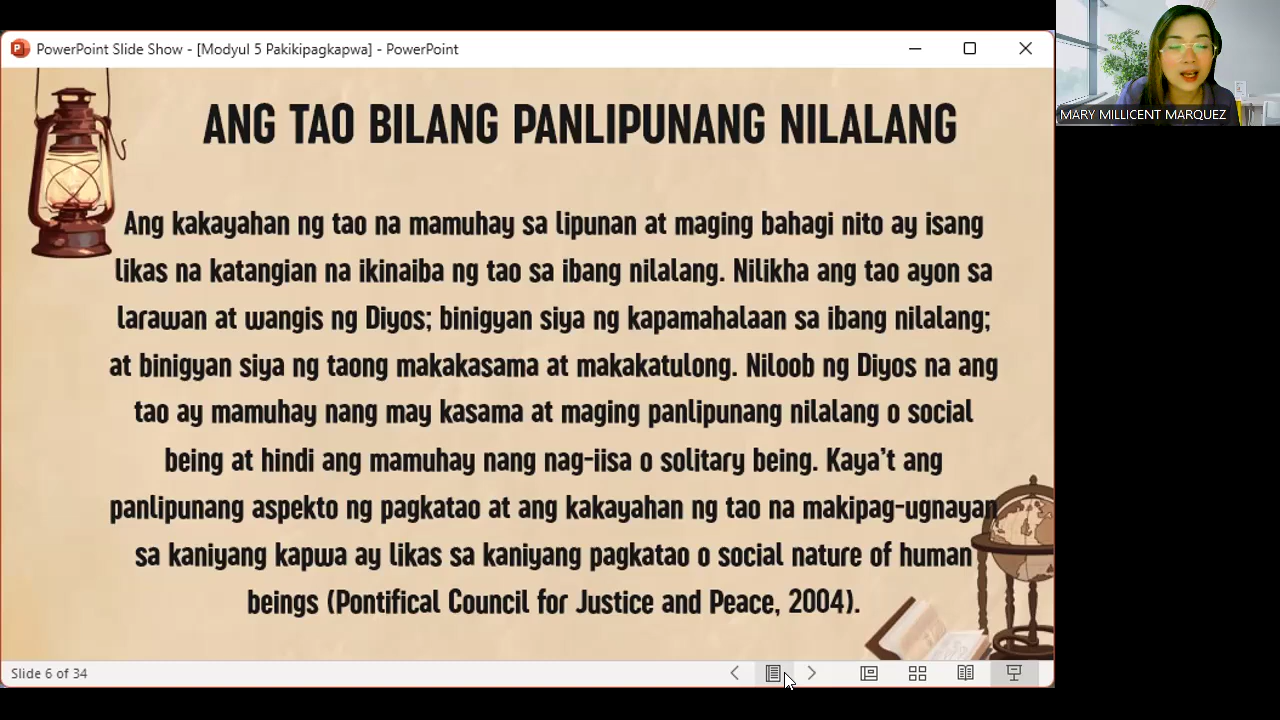 PowerPoint Slide Show - [Modyul 5 Pakikipagkapwa] - PowerPoint
MARY MILLICENT MARQUEZ
ANG TAO BILANG PANLIPUNANG NILALANG
Ang kakayahan ng tao na mamuhay sa lipunan at maging bahagi nito ay isang
likas na katangian na ikinaiba ng tao sa ibang nilalang. Nilikha ang tao ayon sa
larawan at wangis ng Diyos; binigyan siya ng kapamahalaan sa ibang nilalang;
at binigyan siya ng taong makakasama at makakatulong. Niloob ng Diyos na ang
tao ay mamuhay nang may kasama at maging panlipunang nilalang o social
being at hindi ang mamuhay nang nag-iisa o solitary being. Kaya't ang
panlipunang aspekto ng pagkatao at ang kakayahan ng tao na makipag-ugnayan
sa kaniyang kapwa ay likas sa kaniyang pagkatao o social nature of human
beings (Pontifical Council for Justice and Peace, 2004).
Slide 6 of 34